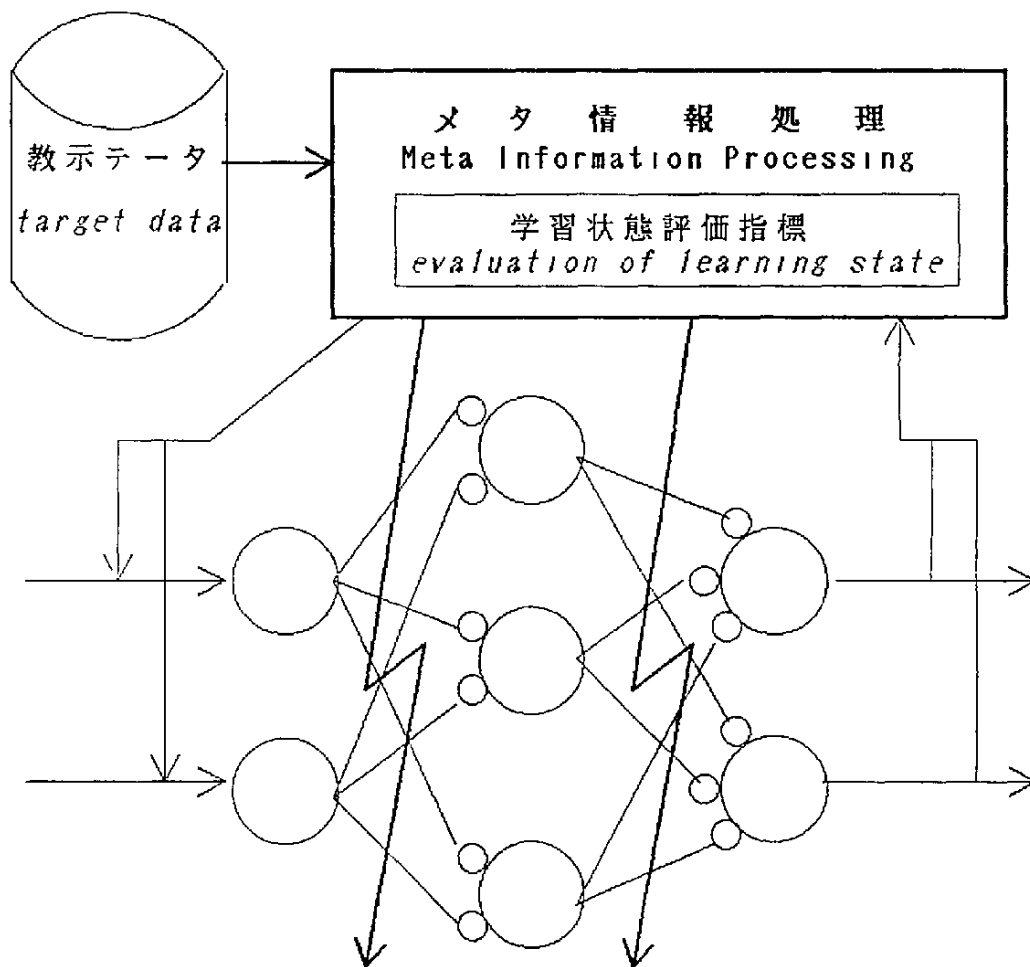 教示テータ
target data
メタ情報処理
Meta Information Processing
学習状態評価指標
evaluation of learning state